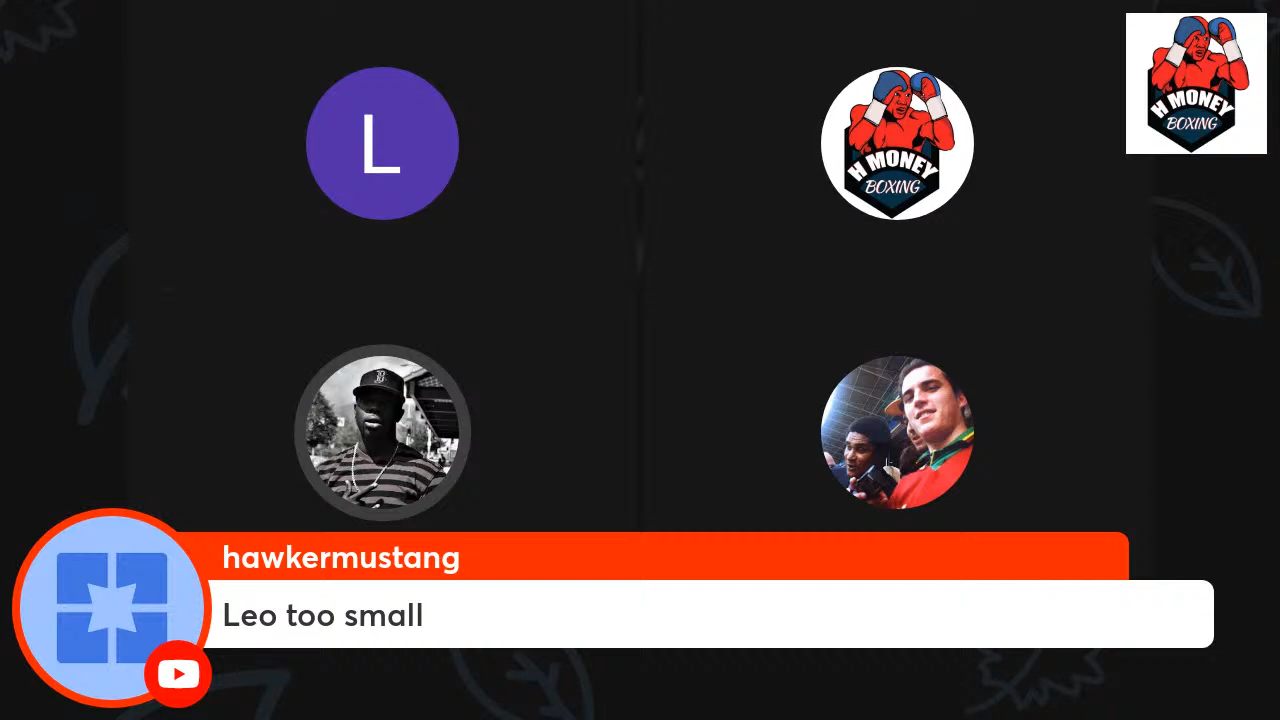 L
H MONEY
BOXING
H MONEY
BOXING
hawkermustang
Leo too small